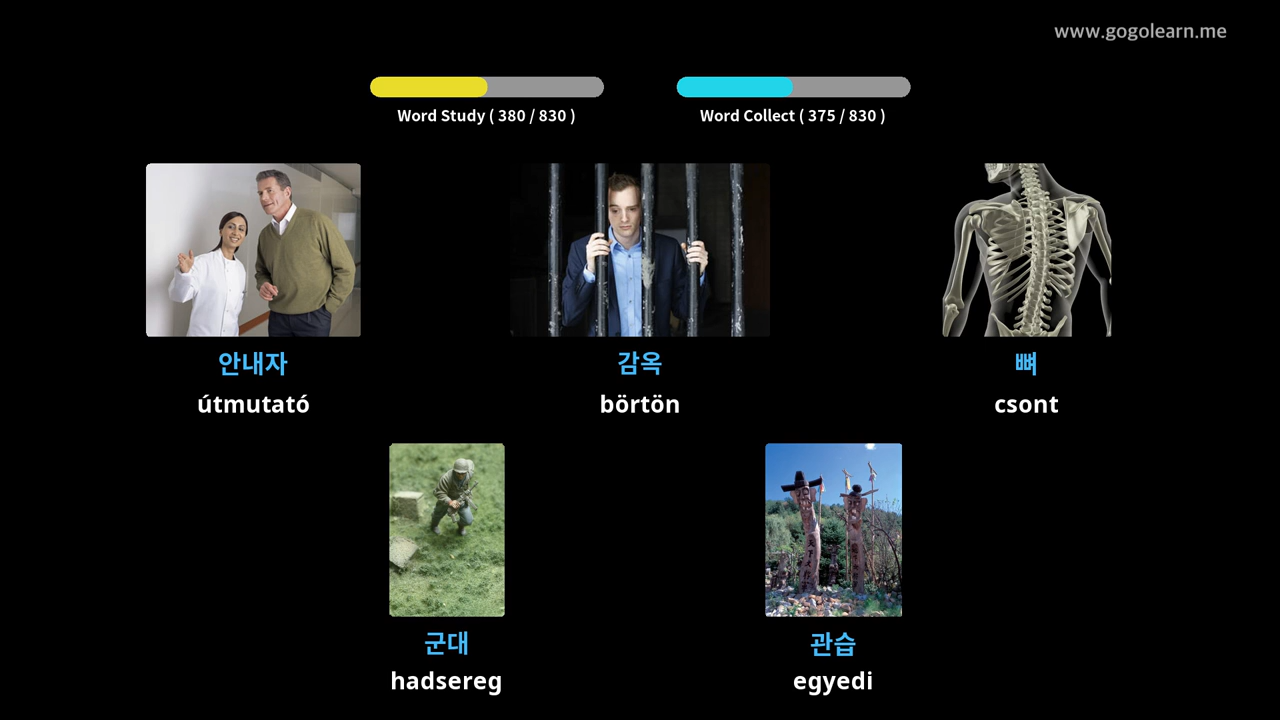 www.gogolearn.me
Word Study ( 380 / 830 )
Word Collect ( 375 / 830 )
안내자
감옥
뼈
útmutató
börtön
csont
군대
관습
hadsereg
egyedi